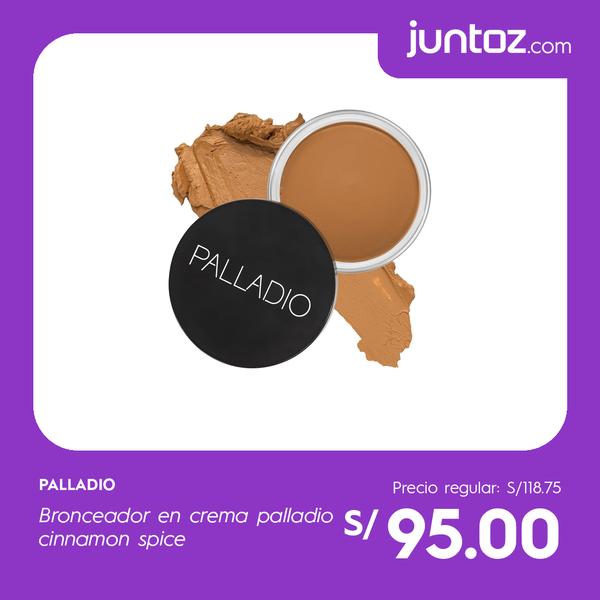 juntoz.com
PALLADIO
PALLADIO
Bronceador en crema palladio
cinnamon spice
Precio regular: S/118.75
S/ 95.00